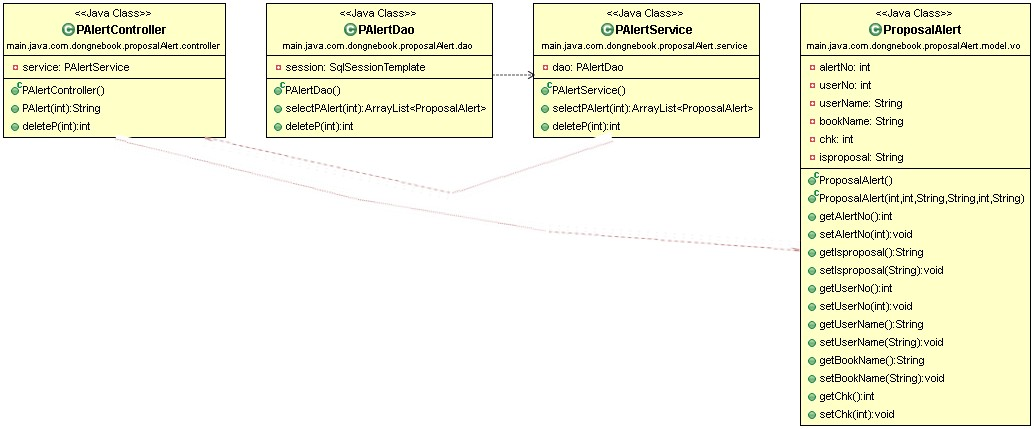 <<Java Class>>
PAlertController
main.java.com.dongnebook.proposalAlert.controller
service: PAlertService
PAlertController()
PAlert(int):String
deleteP(int):int
<<Java Class>>
PAlertDao
main.java.com.dongnebook.proposalAlert.dao
session: SqlSessionTemplate
PAlertDao()
selectPAlert(int):ArrayList<ProposalAlert>
deleteP(int):int
<<Java Class>>
PAlertService
main.java.com.dongnebook.proposalAlert.service
dao: PAlertDao
PAlertService()
selectPAlert(int):ArrayList<ProposalAlert>
deleteP(int):int
<<Java Class>>
ProposalAlert
main.java.com.dongnebook.proposalAlert.model.vo
alertNo: int
userNo: int
userName: String
bookName: String
chk: int
isproposal: String
ProposalAlert()
ProposalAlert(int,int,String,String,int,String)
getAlertNo():int
setAlertNo(int):void
getIsproposal():String
setIsproposal(String):void
getUserNo():int
setUserNo(int):void
getUserName():String
setUserName(String):void
getBookName():String
setBookName(String):void
getChk():int
setChk(int):void